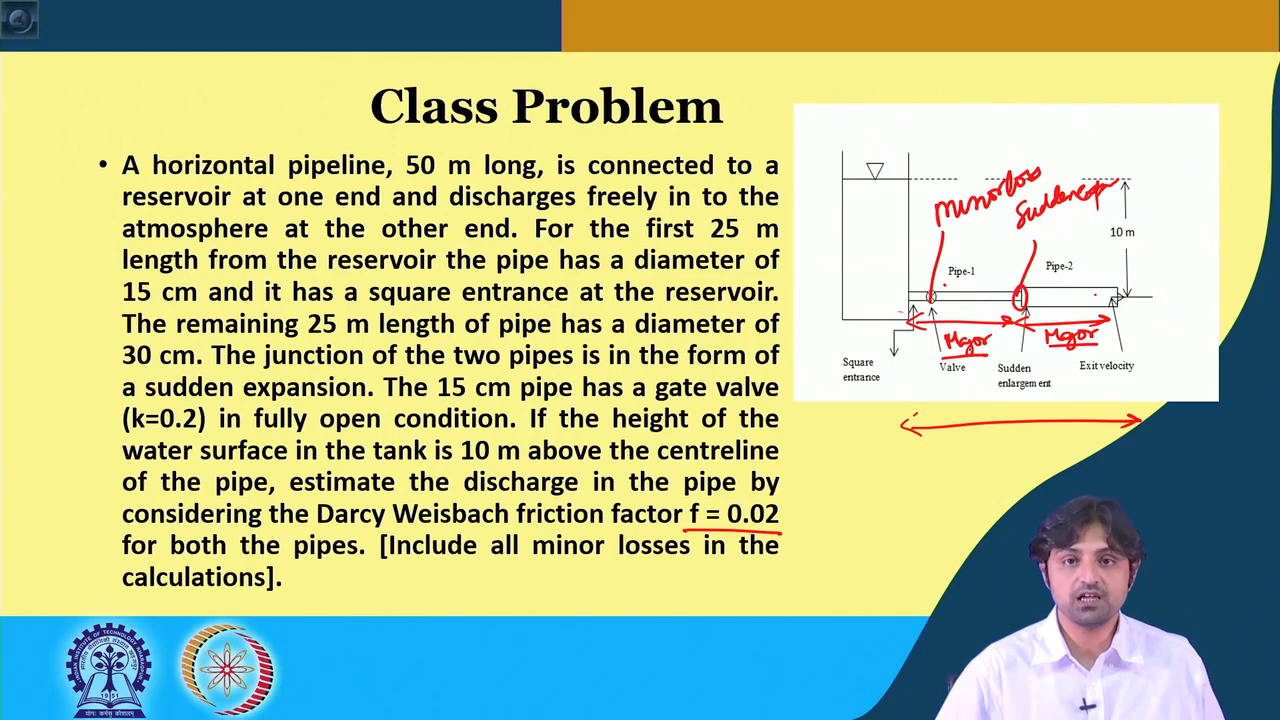 Class Problem
• A horizontal pipeline, 50 m long, is connected to a
reservoir at one end and discharges freely in to the
atmosphere at the other end. For the first 25 m
length from the reservoir the pipe has a diameter of
15 cm and it has a square entrance at the reservoir.
The remaining 25 m length of pipe has a diameter of
30 cm. The junction of the two pipes is in the form of
a sudden expansion. The 15 cm pipe has a gate valve
(k=0.2) in fully open condition. If the height of the
water surface in the tank is 10 m above the centreline
of the pipe, estimate the discharge in the pipe by
considering the Darcy Weisbach friction factor f = 0.02
for both the pipes. [Include all minor losses in the
calculations].
Minor loss
Sudden
10 m
Pipe-1
Pipe-2
Major
Major
Square
entrance
Valve
Sudden
enlargement
Exit velocity